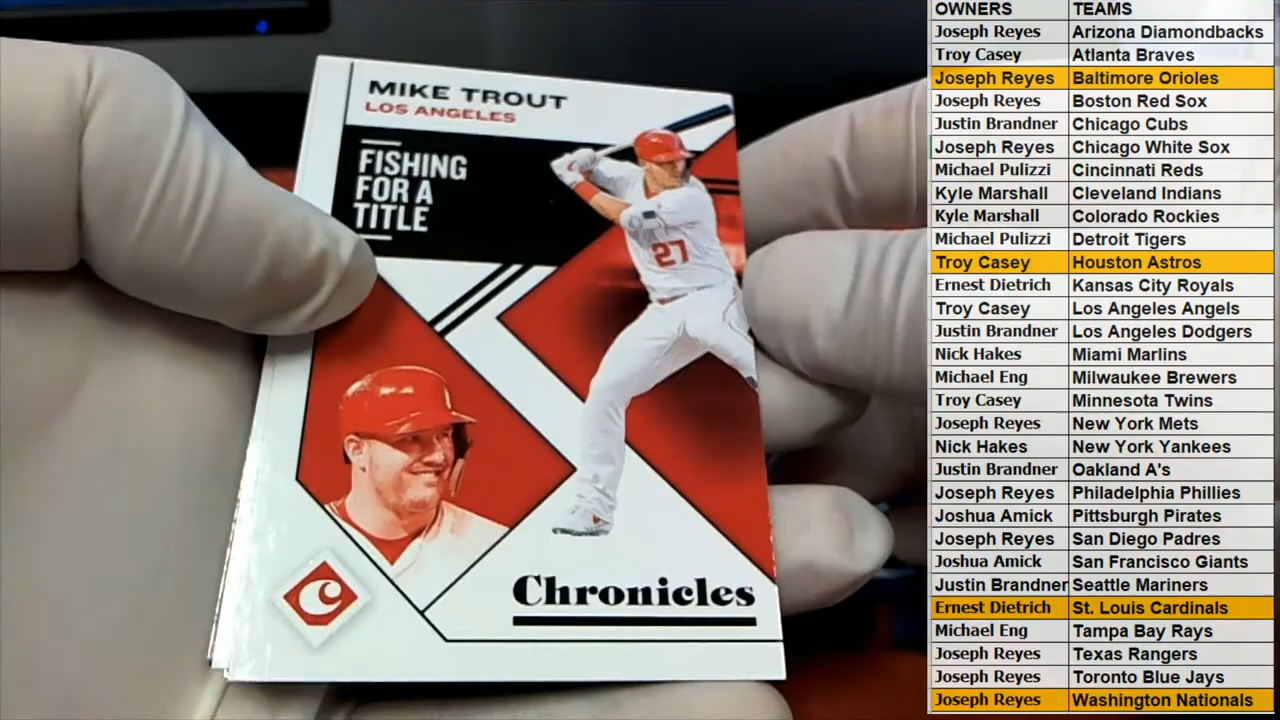 MIKE TROUT
LOS ANGELES
FISHING
FOR A
TITLE
27
Chronicles
C
OWNERS TEAMS
Joseph Reyes Arizona Diamondbacks
Troy Casey Atlanta Braves
Joseph Reyes Baltimore Orioles
Joseph Reyes Boston Red Sox
Justin Brandner Chicago Cubs
Joseph Reyes Chicago White Sox
Michael Pulizzi Cincinnati Reds
Kyle Marshall Cleveland Indians
Kyle Marshall Colorado Rockies
Michael Pulizzi Detroit Tigers
Troy Casey Houston Astros
Ernest Dietrich Kansas City Royals
Troy Casey Los Angeles Angels
Justin Brandner Los Angeles Dodgers
Nick Hakes Miami Marlins
Michael Eng Milwaukee Brewers
Troy Casey Minnesota Twins
Joseph Reyes New York Mets
Nick Hakes New York Yankees
Justin Brandner Oakland A's
Joseph Reyes Philadelphia Phillies
Joshua Amick Pittsburgh Pirates
Joseph Reyes San Diego Padres
Joshua Amick San Francisco Giants
Justin Brandner Seattle Mariners
Ernest Dietrich St. Louis Cardinals
Michael Eng Tampa Bay Rays
Joseph Reyes Texas Rangers
Joseph Reyes Toronto Blue Jays
Joseph Reyes Washington Nationals